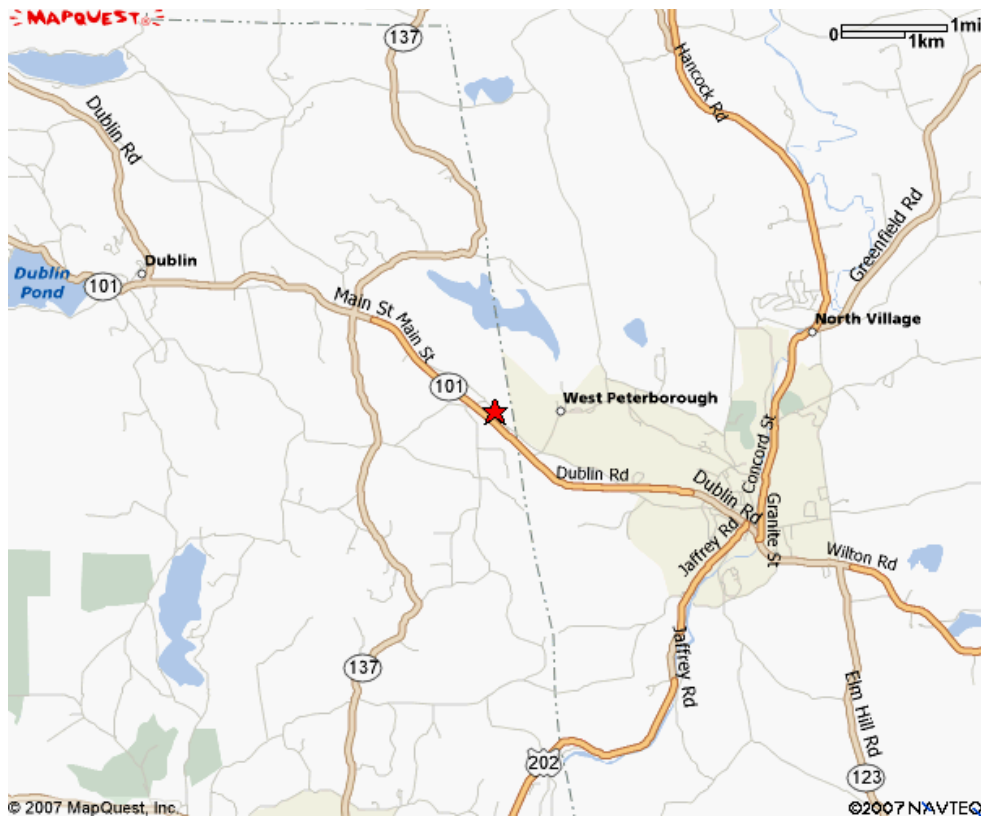 MAPQUEST
137
0
1mi
1km
Hancock Rd
Dublin Rd
Greenfield Rd
Dublin
Dublin
Pond
101
Main St
Main St
North Village
101
West Peterborough
Concord St
Dublin Rd
Dublin Rd
Granite St
Jaffrey Rd
Wilton Rd
Jaffrey Rd
137
Elm Hill Rd
202
123
© 2007 MapQuest, Inc.
©2007 NAVTEQ